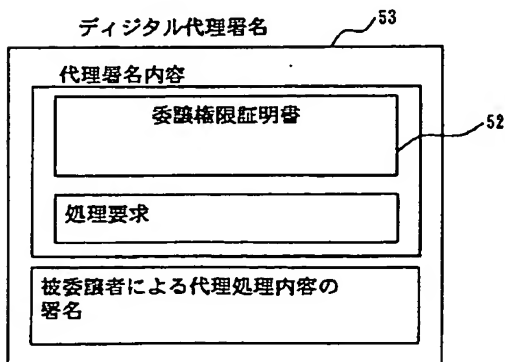 ディジタル代理署名
53
代理署名内容
委譲権限証明書
52
処理要求
被委譲者による代理処理内容の
署名